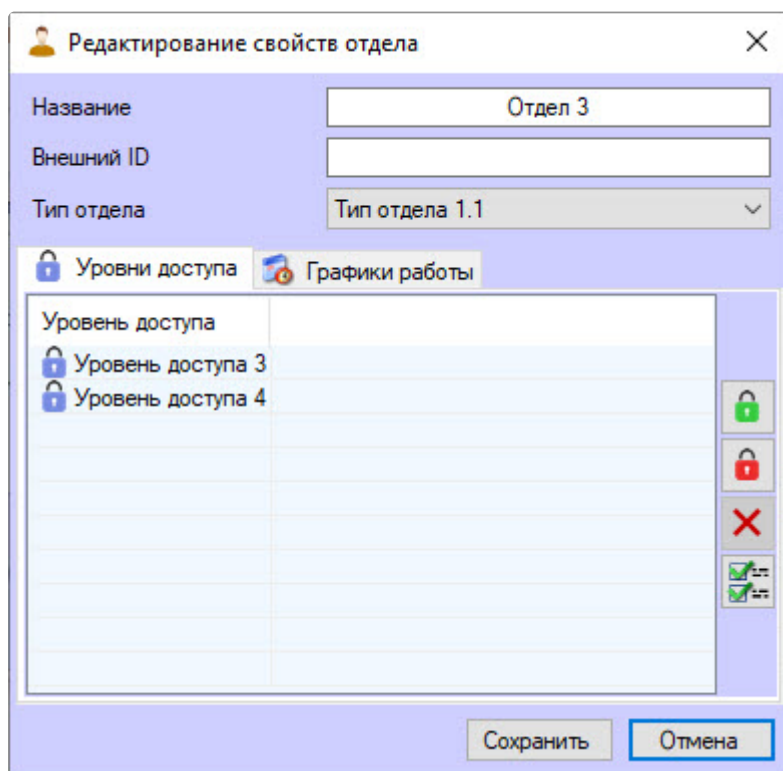 Редактирование свойств отдела
Название Отдел 3
Внешний ID
Тип отдела Тип отдела 1.1
Уровни доступа Графики работы
Уровень доступа
Уровень доступа 3
Уровень доступа 4
Сохранить Отмена